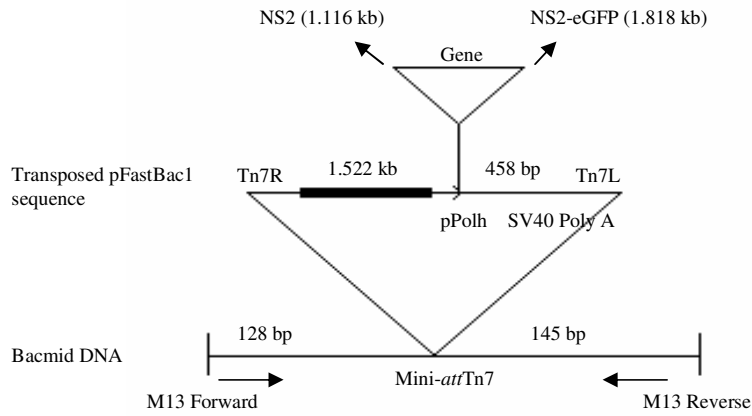 NS2 (1.116 kb) NS2-eGFP (1.818 kb)
Gene
Transposed pFastBac1
sequence
Tn7R 1.522 kb 458 bp Tn7L
pPolh SV40 Poly A
Bacmid DNA
128 bp 145 bp
Mini-attTn7
M13 Forward M13 Reverse